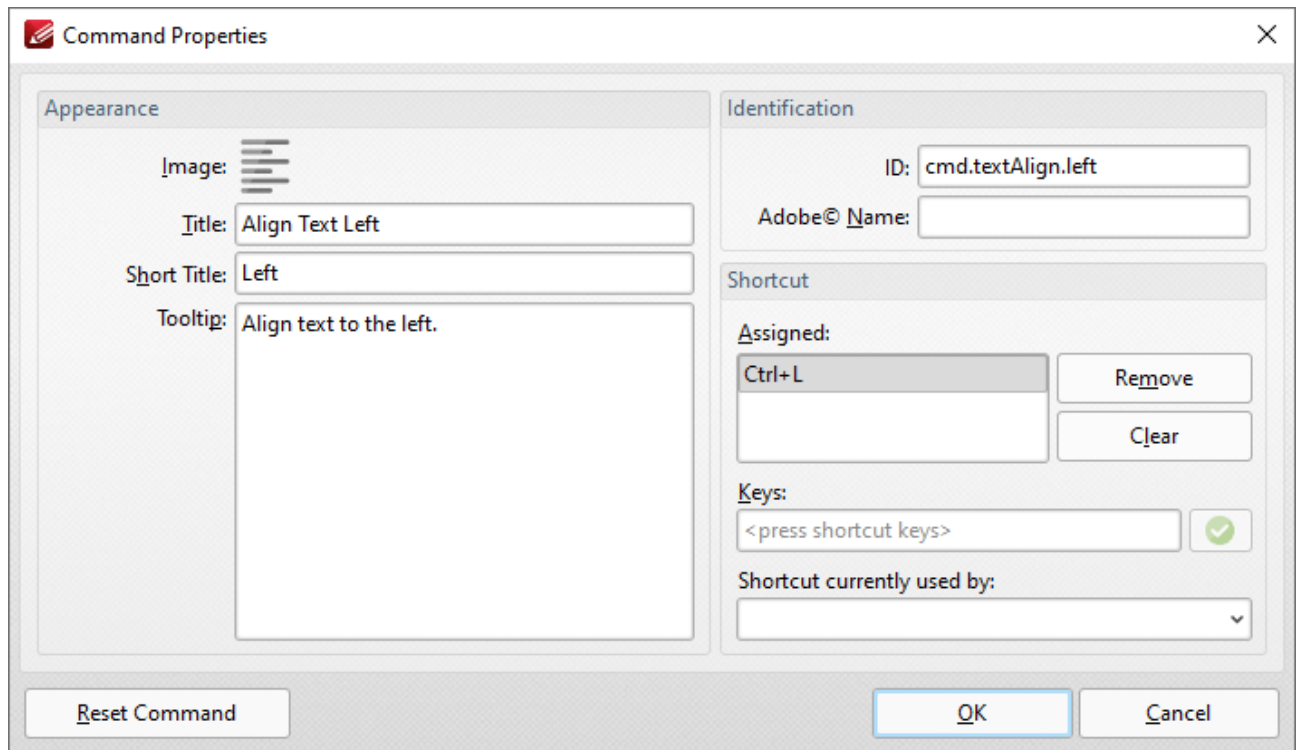 Command Properties
Appearance
Image:
Title: Align Text Left
Short Title: Left
Tooltip: Align text to the left.
Identification
ID: cmd.textAlign.left
Adobe© Name:
Shortcut
Assigned:
Ctrl+L
Remove
Clear
Keys:
<press shortcut keys>
Shortcut currently used by:
Reset Command
OK
Cancel